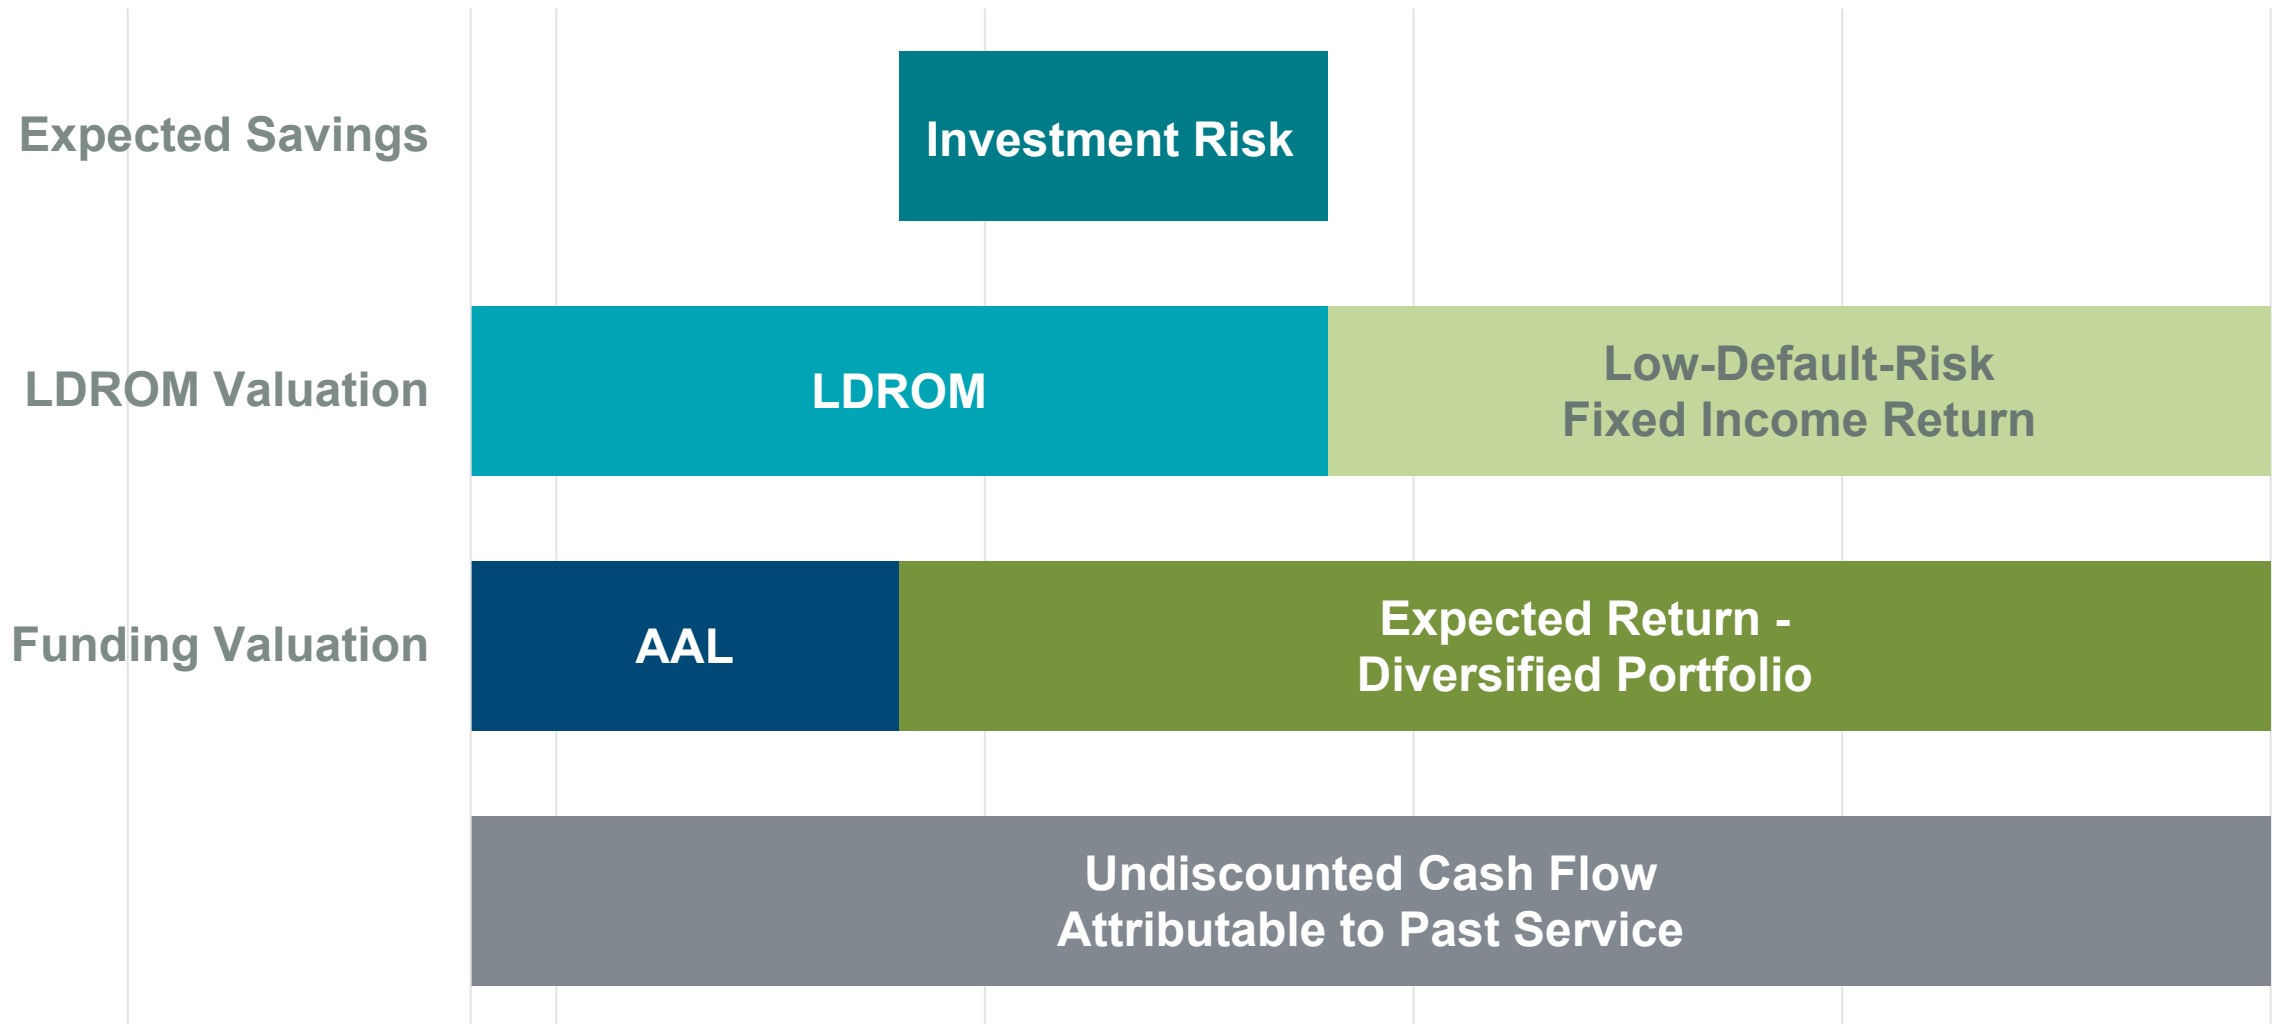 Expected Savings
Investment Risk
LDROM Valuation
LDROM
Low-Default-Risk
Fixed Income Return
Funding Valuation
AAL
Expected Return -
Diversified Portfolio
Undiscounted Cash Flow
Attributable to Past Service